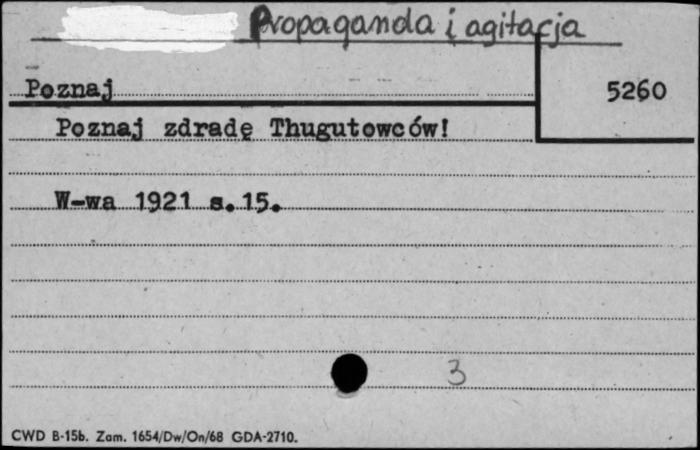 Propaganda i agitacja
Poznaj
5260
Poznaj zdradę Thugutowców!
W-wa 1921 s. 15.
3
CWD B-15b. Zam. 1654/Dw/On/68 GDA-2710.